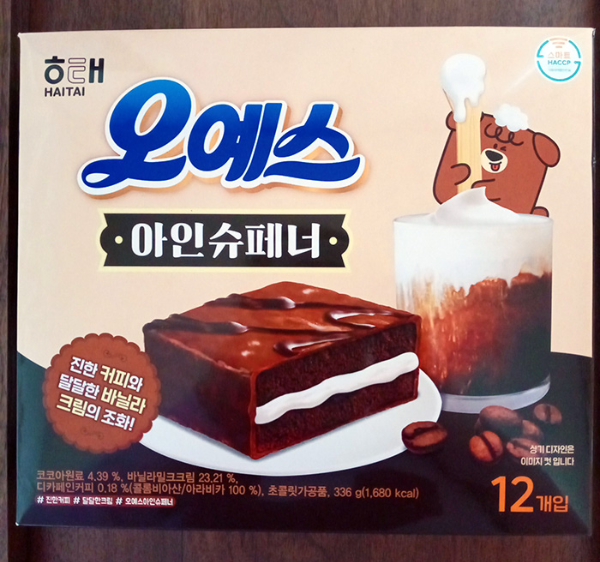 해태
HAITAI
스마트
HACCP
오예스
아인슈페너
진한 커피와
달달한 바닐라
크림의 조화!
상기 디자인은
이미지 컷 입니다
코코아원료 4.39 %, 바닐라밀크크림 23.21 %,
디카페인커피 0.18 %(콜롬비아산/아라비카 100 %), 초콜릿가공품, 336 g(1,680 kcal)
# 진한커피 # 달달한크림 # 오예스아인슈페너
12개입